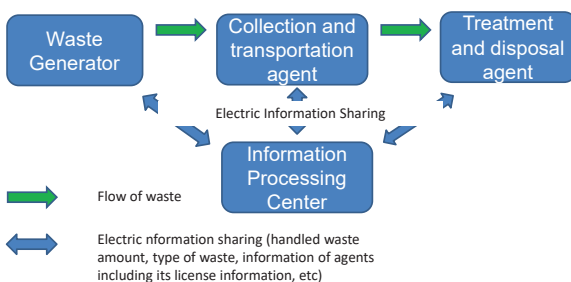 Waste
Generator
Collection and
transportation
agent
Treatment
and disposal
agent
Electric Information Sharing
Information
Processing
Center
Flow of waste
Electric nformation sharing (handled waste
amount, type of waste, information of agents
including its license information, etc)